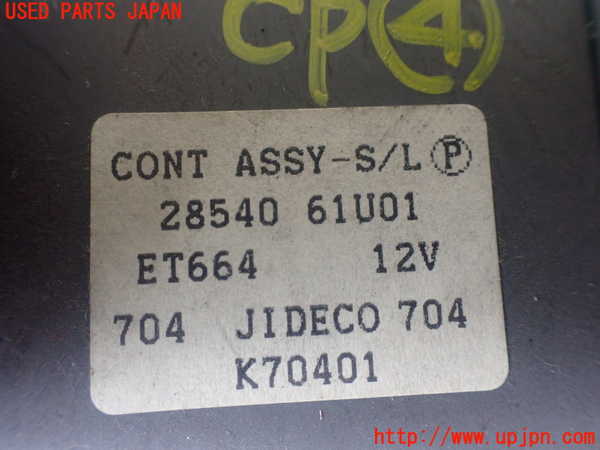 USED PARTS JAPAN
CP④
CONT ASSY-S/L Ⓟ
28540 61U01
ET664 12V
704 JIDECO 704
K70401
http://www.upjpn.com/